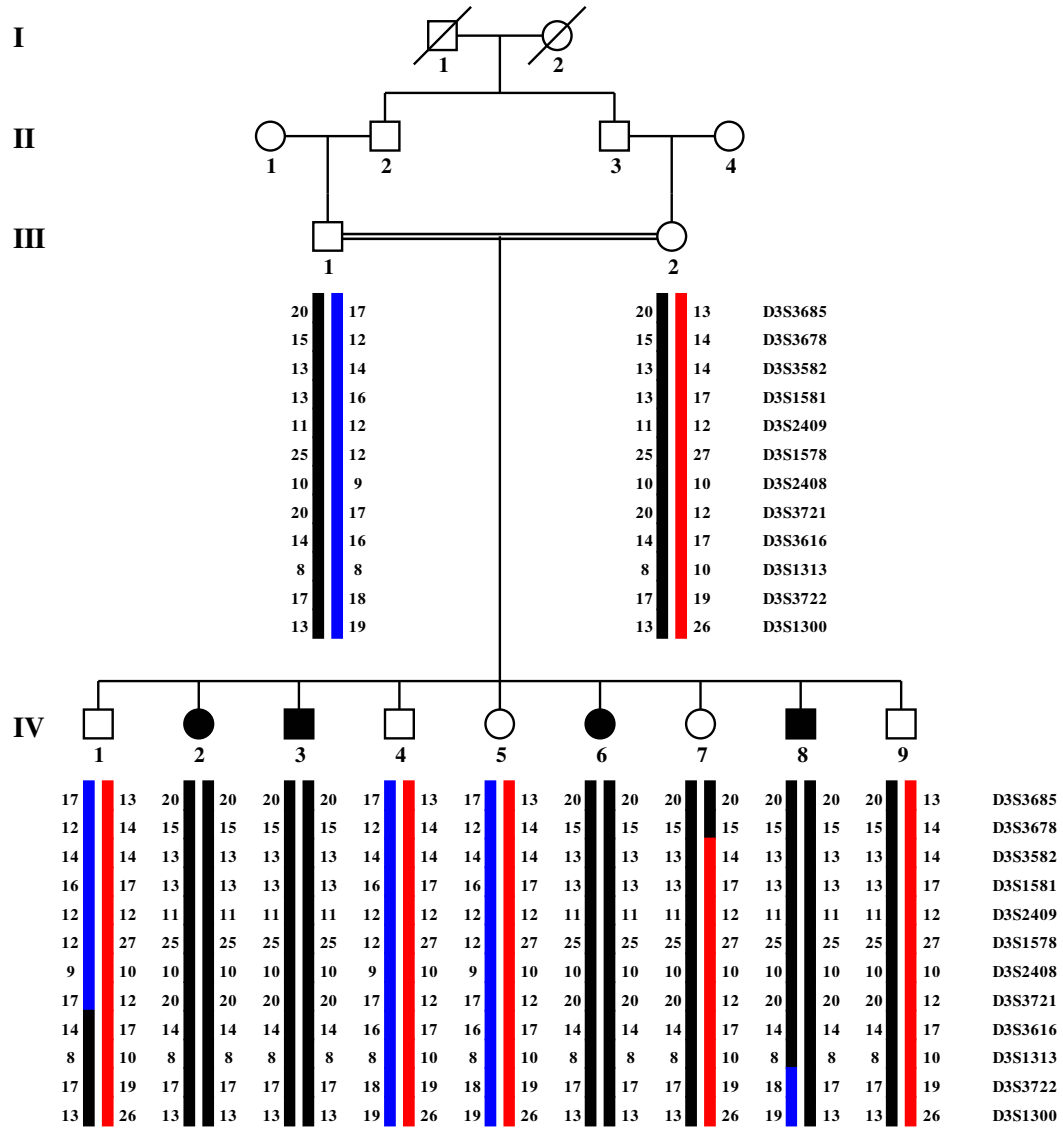 I
1 2
II
1 2 3 4
III
1 2
20 17 20 13 D3S3685
15 12 15 14 D3S3678
13 14 13 14 D3S3582
13 16 13 17 D3S1581
11 12 11 12 D3S2409
25 12 25 27 D3S1578
10 9 10 10 D3S2408
20 17 20 12 D3S3721
14 16 14 17 D3S3616
8 8 8 10 D3S1313
17 18 17 19 D3S3722
13 19 13 26 D3S1300
IV
1 2 3 4 5 6 7 8 9
17 13 20 20 20 20 17 13 17 13 20 20 20 20 20 20 20 13 D3S3685
12 14 15 15 15 15 12 14 12 14 15 15 15 15 15 15 15 14 D3S3678
14 14 13 13 13 13 14 14 14 14 13 13 13 14 13 13 13 14 D3S3582
16 17 13 13 13 13 16 17 16 17 13 13 13 17 13 13 13 17 D3S1581
12 12 11 11 11 11 12 12 12 12 11 11 11 12 11 11 11 12 D3S2409
12 27 25 25 25 25 12 27 12 27 25 25 25 27 25 25 25 27 D3S1578
9 10 10 10 10 10 9 10 9 10 10 10 10 10 10 10 10 10 D3S2408
17 12 20 20 20 20 17 12 17 12 20 20 20 12 20 20 20 12 D3S3721
14 17 14 14 14 14 16 17 16 17 14 14 14 17 14 14 14 17 D3S3616
8 10 8 8 8 8 8 10 8 10 8 8 8 10 8 8 8 10 D3S1313
17 19 17 17 17 17 18 19 18 19 17 17 17 19 18 17 17 19 D3S3722
13 26 13 13 13 13 19 26 19 26 13 13 13 26 19 13 13 26 D3S1300